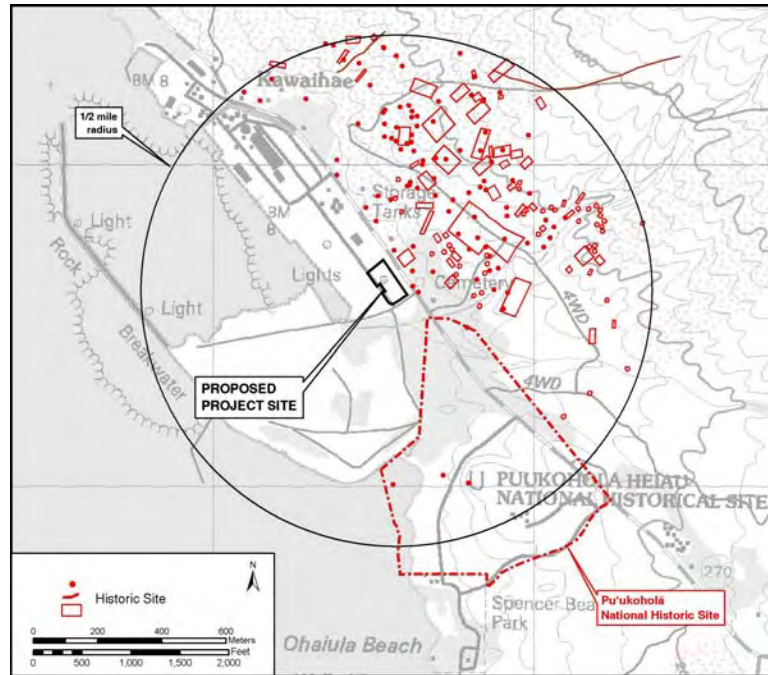 BM 8
Kawaihae
400
1/2 mile
radius
Storage
Tanks
BM
8
Light
Lights
Cemetery
Rock
Light
Breakwater
4WD
PROPOSED
PROJECT SITE
4WD
PUUKOHOLA HEIAU
NATIONAL HISTORICAL SITE
N
Historic Site
270
Pu'ukoholá
National Historic Site
Spencer Bea
Park
0 200 400 600
Meters
Feet
0 500 1,000 1,500 2,000
Ohaiula Beach